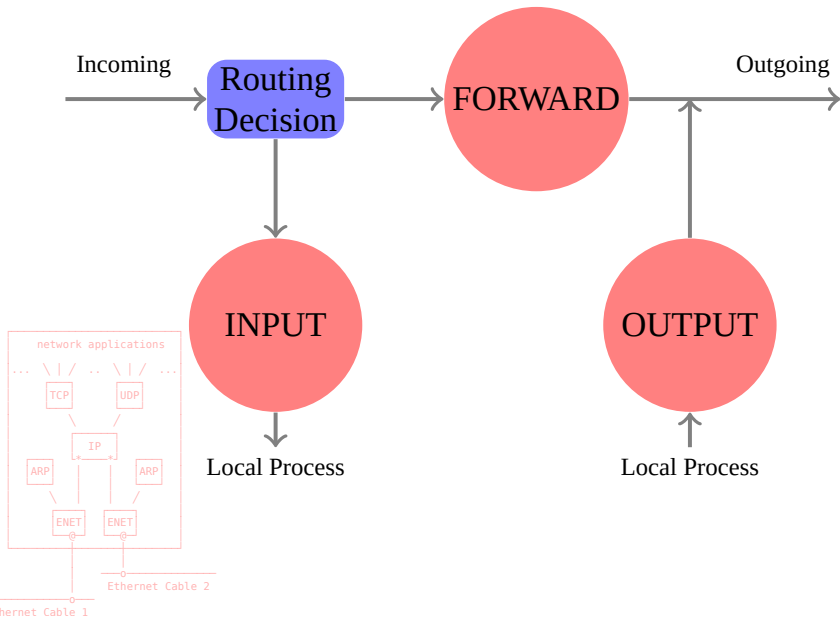 Incoming
Outgoing
Routing
Decision
FORWARD
INPUT
OUTPUT
Local Process
Local Process
network applications
... \ | / .. \ | / ...
TCP UDP
IP
* *
ARP ARP
ENET ENET
@ @
o
Ethernet Cable 2
o
hernet Cable 1